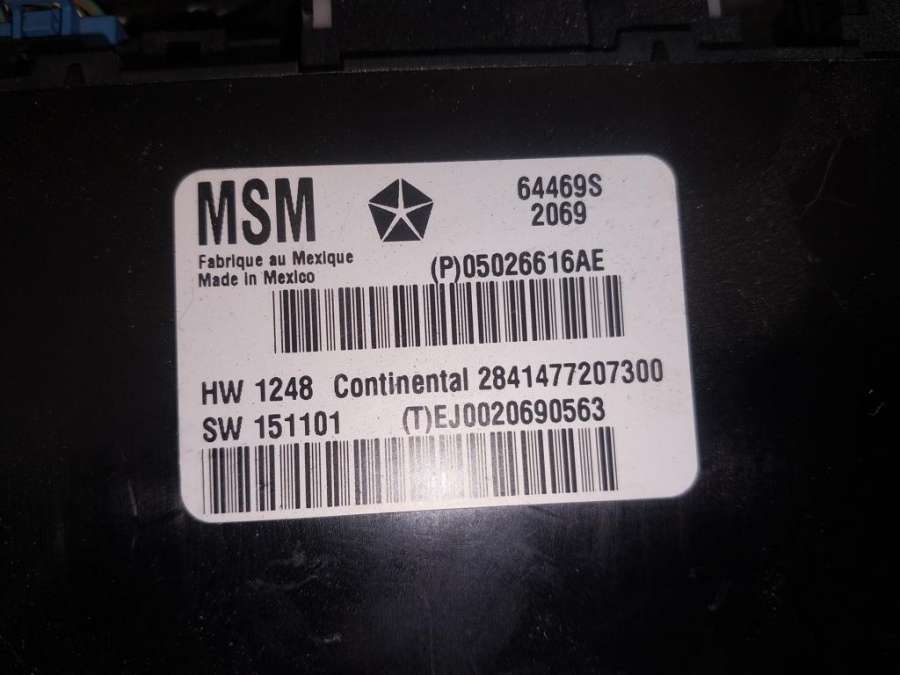 MSM
64469S
2069
Fabrique au Mexique
Made in Mexico
(P)05026616AE
HW 1248 Continental 2841477207300
SW 151101 (T)EJ0020690563